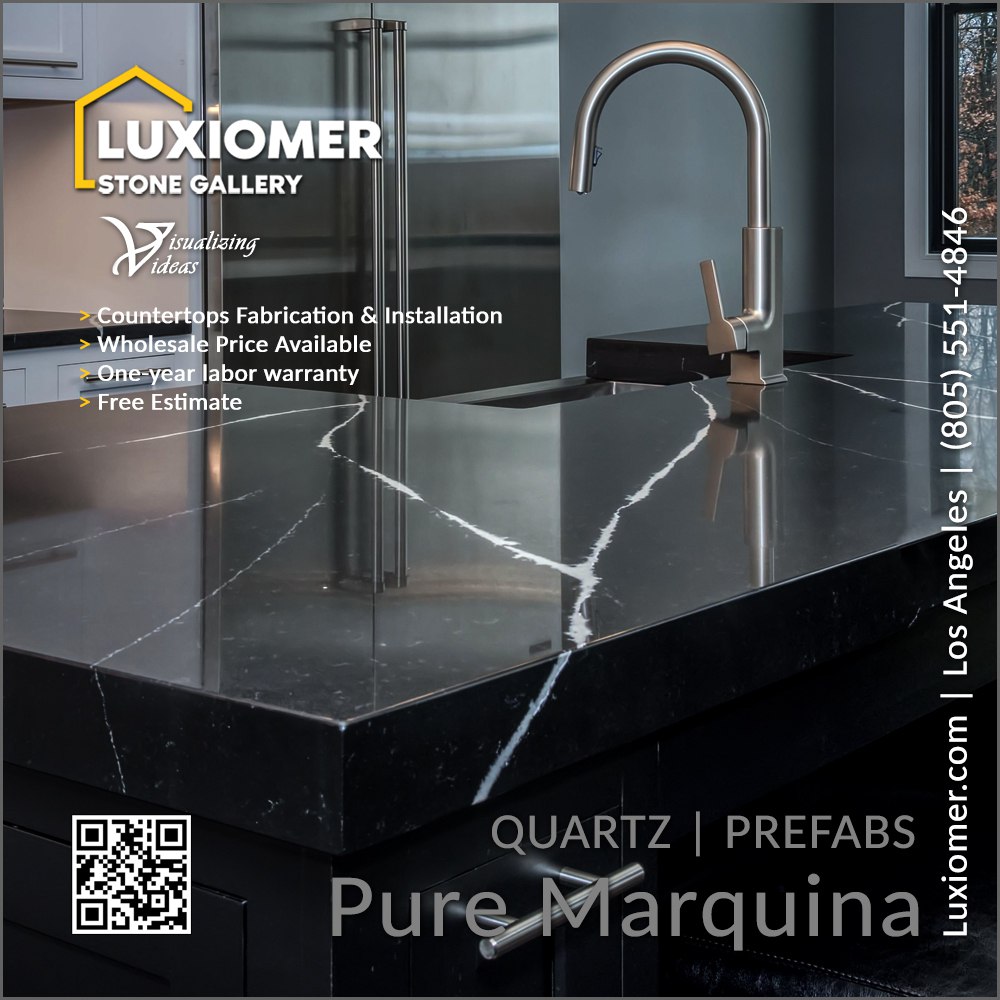 LUXIOMER
STONE GALLERY
Visualizing
Videas
> Countertops Fabrication & Installation
> Wholesale Price Available
> One-year labor warranty
> Free Estimate
Luxiomer.com | Los Angeles | (805) 551-4846
QUARTZ | PREFABS
Pure Marquina